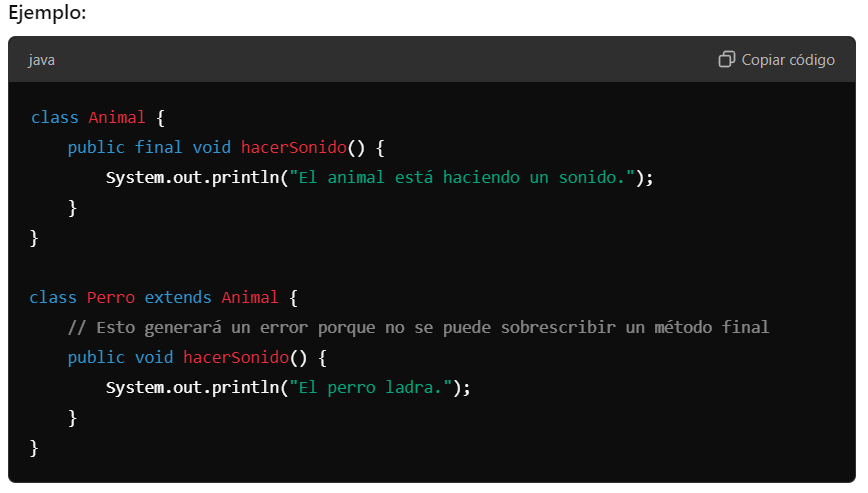 Ejemplo:
java
Copiar código
class Animal {
    public final void hacerSonido() {
        System.out.println("El animal está haciendo un sonido.");
    }
}

class Perro extends Animal {
    // Esto generará un error porque no se puede sobrescribir un método final
    public void hacerSonido() {
        System.out.println("El perro ladra.");
    }
}